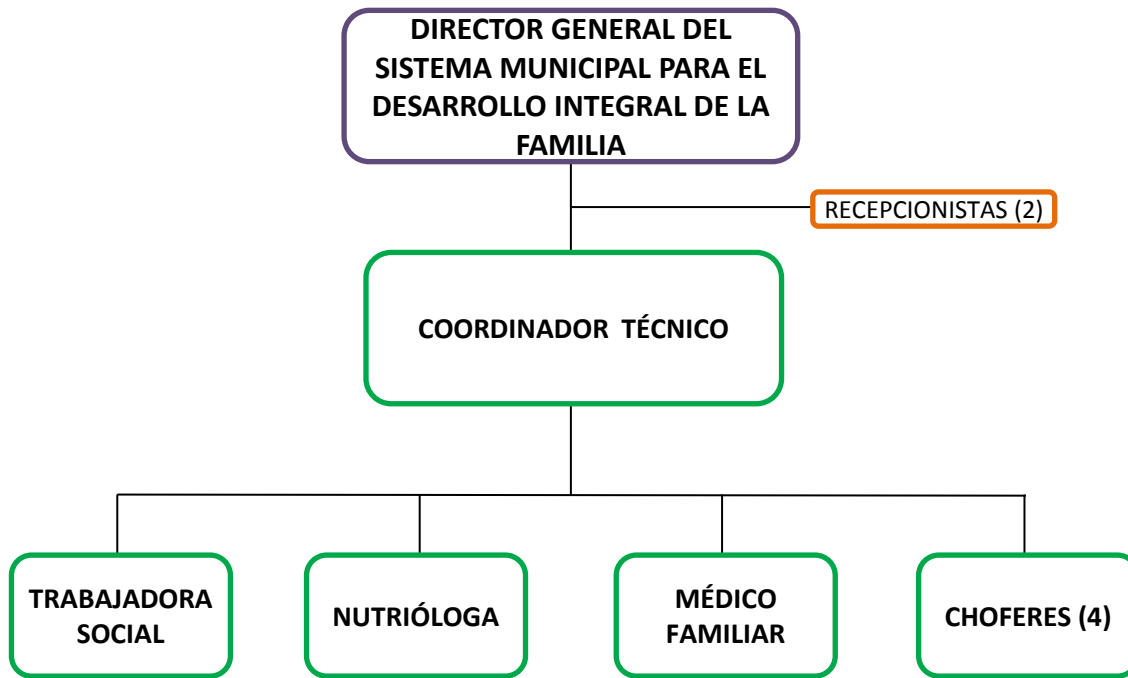 DIRECTOR GENERAL DEL
SISTEMA MUNICIPAL PARA EL
DESARROLLO INTEGRAL DE LA
FAMILIA
RECEPCIONISTAS (2)
COORDINADOR TÉCNICO
TRABAJADORA
SOCIAL
NUTRIÓLOGA
MÉDICO
FAMILIAR
CHOFERES (4)